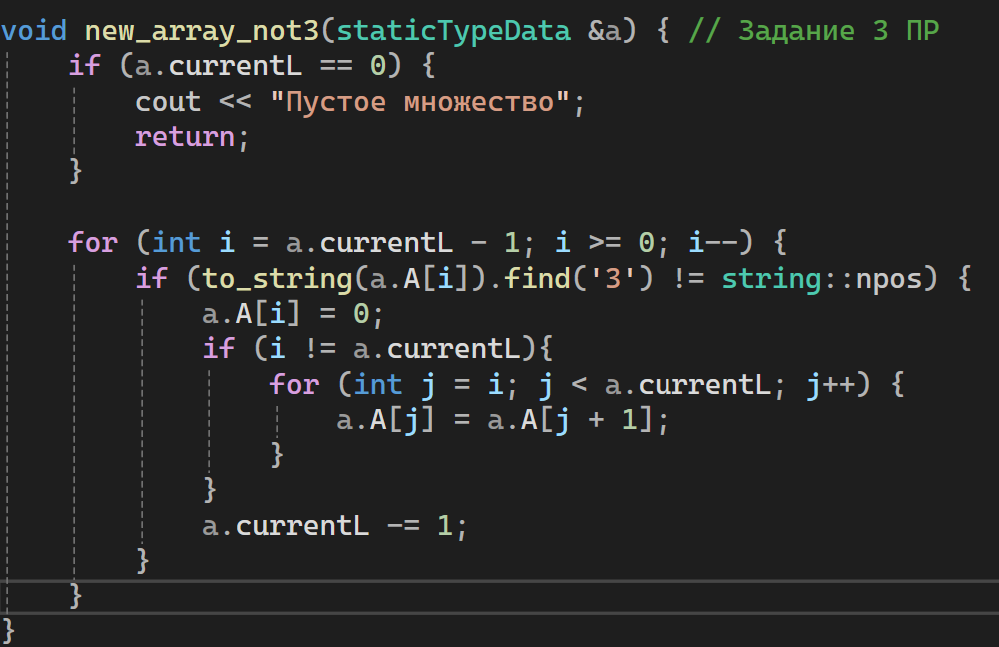 void new_array_not3(staticTypeData &a) { // Задание 3 ПР
    if (a.currentL == 0) {
        cout << "Пустое множество";
        return;
    }

    for (int i = a.currentL - 1; i >= 0; i--) {
        if (to_string(a.A[i]).find('3') != string::npos) {
            a.A[i] = 0;
            if (i != a.currentL){
                for (int j = i; j < a.currentL; j++) {
                    a.A[j] = a.A[j + 1];
                }
            }
            a.currentL -= 1;
        }
    }
}